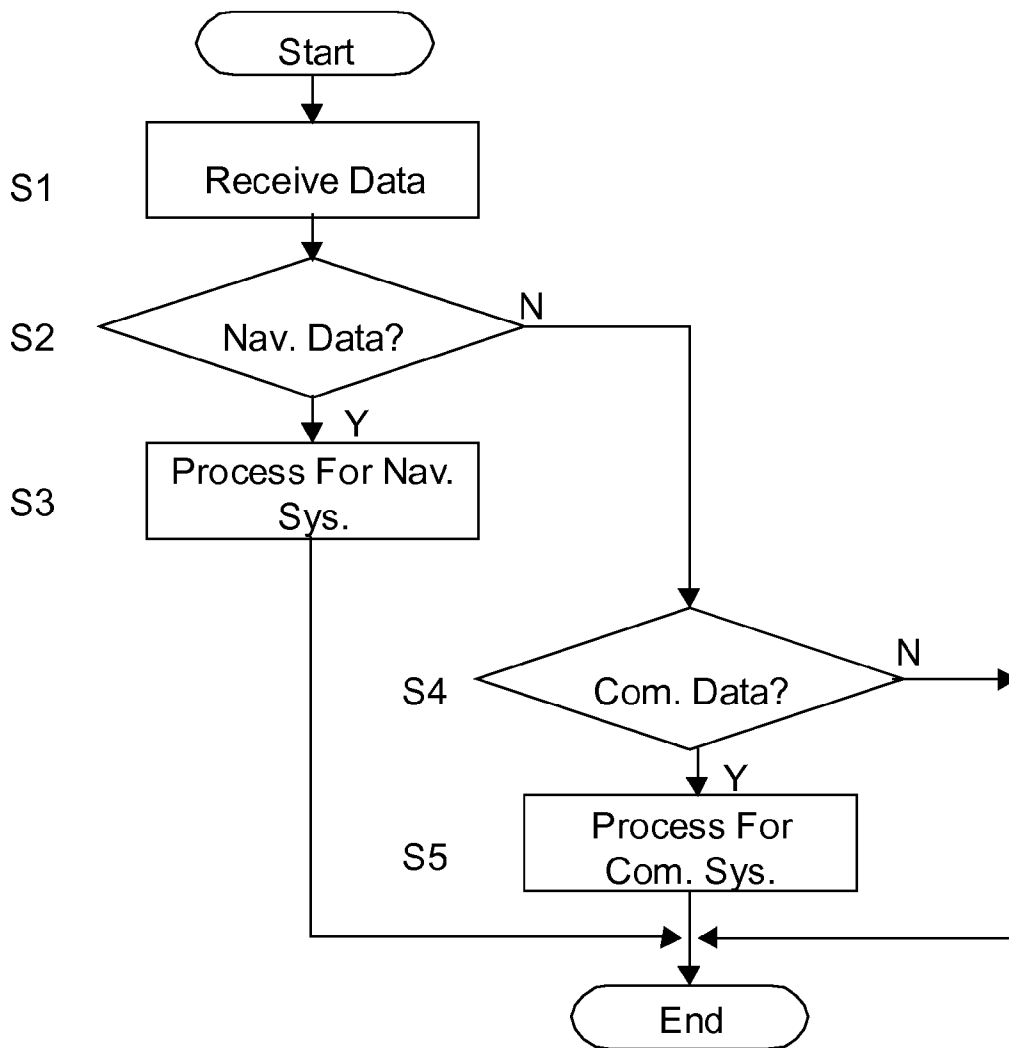 Start
S1
Receive Data
S2
Nav. Data?
N
Y
S3
Process For Nav.
Sys.
S4
Com. Data?
N
Y
S5
Process For
Com. Sys.
End